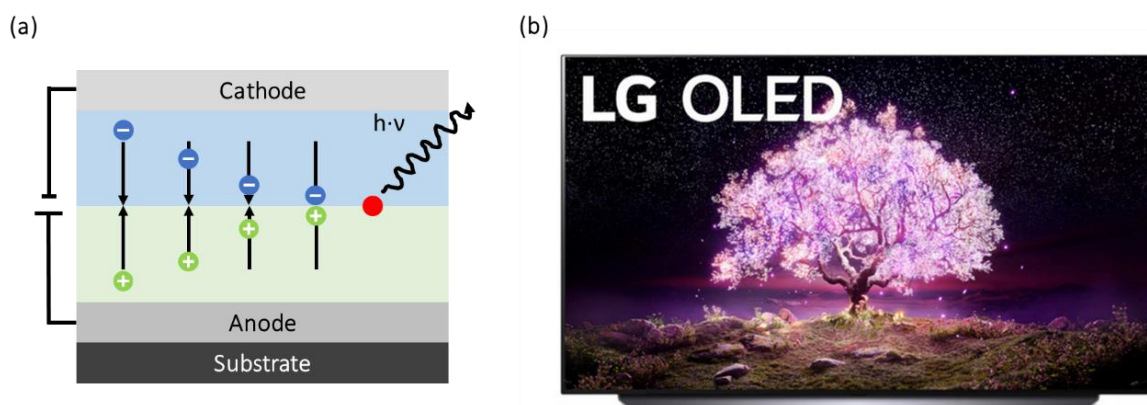 (a)
(b)
Cathode
h·ν
Anode
Substrate
LG OLED